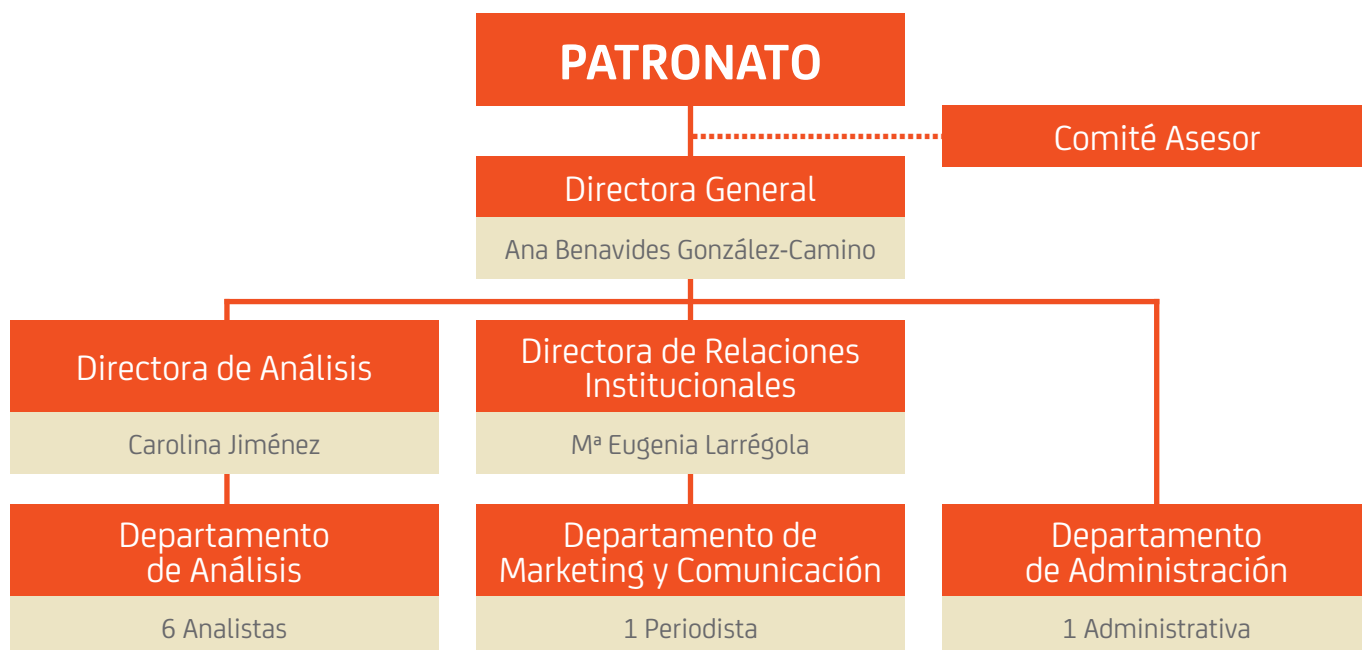 PATRONATO
Comité Asesor
Directora General
Ana Benavides González-Camino
Directora de Análisis
Carolina Jiménez
Directora de Relaciones
Institucionales
Mª Eugenia Larrégola
Departamento
de Análisis
6 Analistas
Departamento de
Marketing y Comunicación
1 Periodista
Departamento
de Administración
1 Administrativa